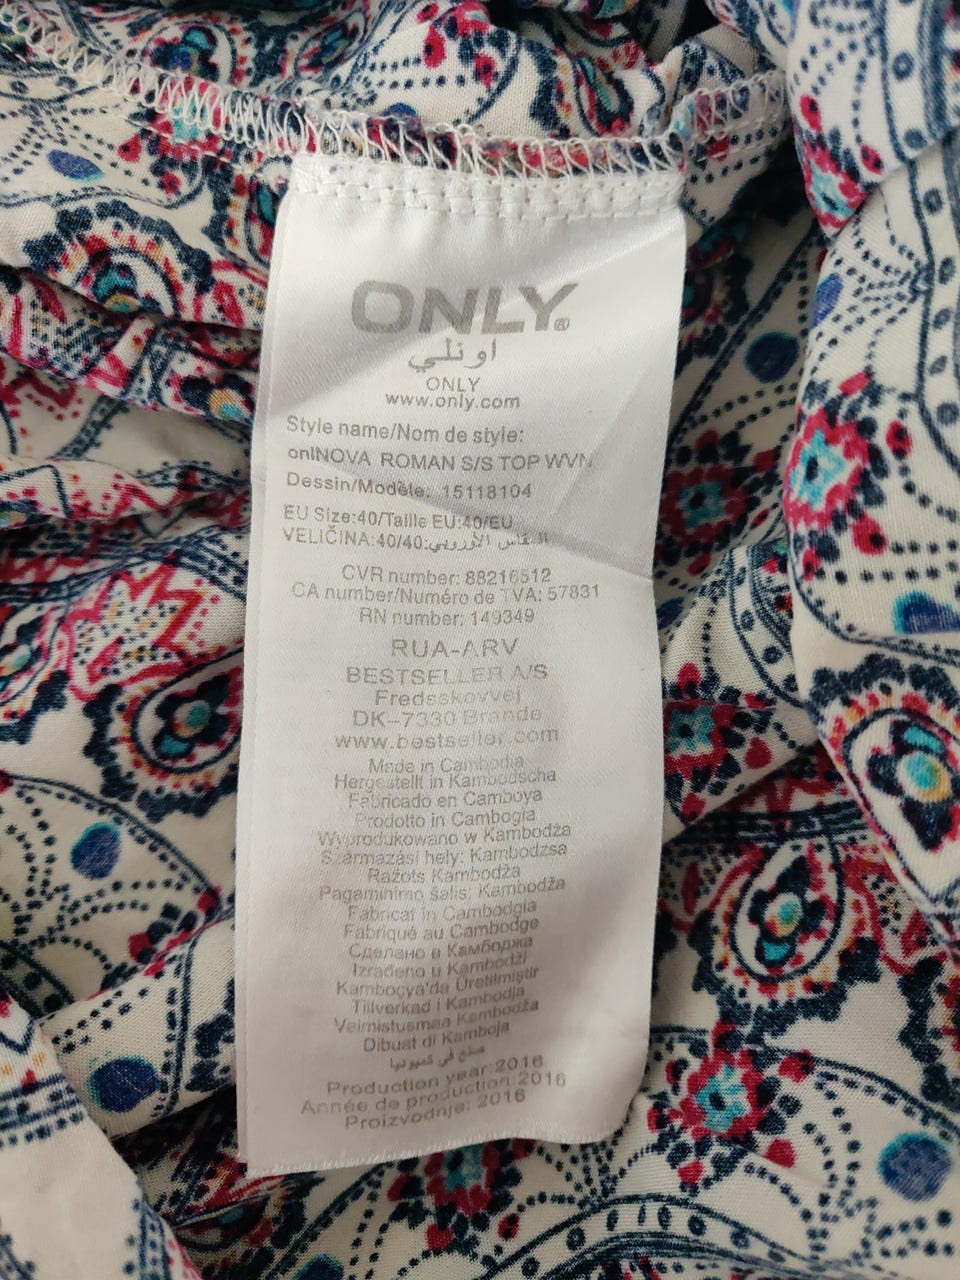 ONLY®
اونلي
ONLY
www.only.com
Style name/Nom de style:
onlNOVA ROMAN S/S TOP WVN
Dessin/Modèle: 15118104
EU Size:40/Taille EU:40/EU
VELIČINA:40/40:المقاس الأوروبي
CVR number: 88216512
CA number/Numéro de TVA: 57831
RN number: 149349
RUA-ARV
BESTSELLER A/S
Fredsskovvej
DK-7330 Brande
www.bestseller.com
Made in Cambodia
Hergestellt in Kambodscha
Fabricado en Camboya
Prodotto in Cambogia
Wyprodukowano w Kambodża
Származási hely: Kambodzsa
Ražots Kambodža
Pagaminimo šalis: Kambodža
Fabricat în Cambodgia
Fabriqué au Cambodge
Сделано в Камбоджа
Izrađeno u Kambodži
Kamboçya'da Üretilmiştir
Tillverkad i Kambodja
Valmistusmaa Kambodža
Dibuat di Kamboja
صنع في كمبوديا
Production year:2016
Année de production:2016
Proizvodnje: 2016